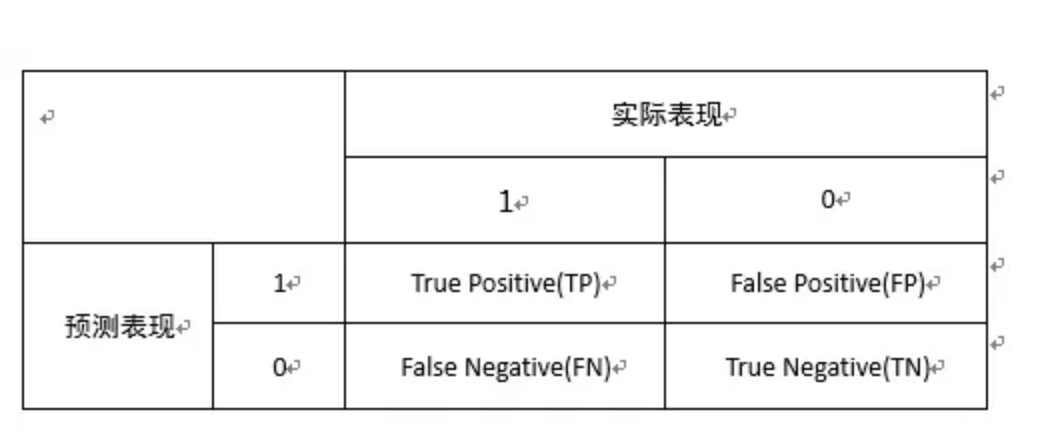 实际表现
1 0
1 True Positive(TP) False Positive(FP)
预测表现
0 False Negative(FN) True Negative(TN)